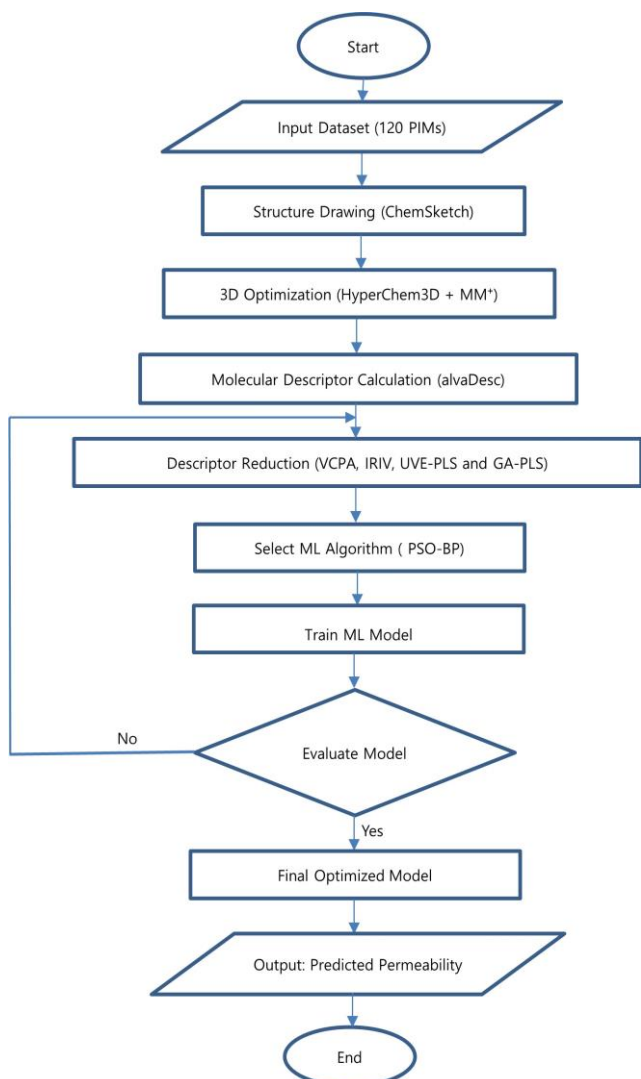 Start
Input Dataset (120 PIMs)
Structure Drawing (ChemSketch)
3D Optimization (HyperChem3D + MM⁺)
Molecular Descriptor Calculation (alvaDesc)
Descriptor Reduction (VCPA, IRIV, UVE-PLS and GA-PLS)
Select ML Algorithm ( PSO-BP)
Train ML Model
No
Evaluate Model
Yes
Final Optimized Model
Output: Predicted Permeability
End